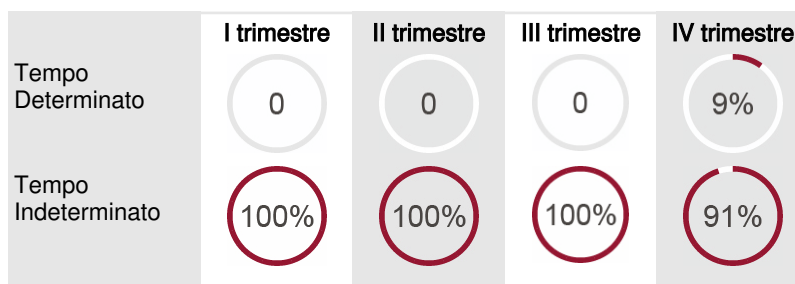 I trimestre II trimestre III trimestre IV trimestre
Tempo
Determinato
0 0 0 9%
Tempo
Indeterminato
100% 100% 100% 91%